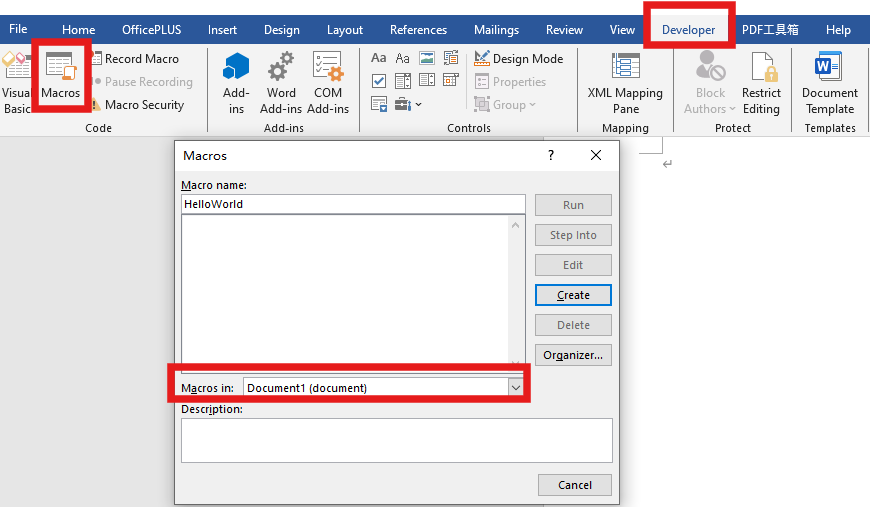 File Home OfficePLUS Insert Design Layout References Mailings Review View Developer PDF工具箱 Help
Visual Basic
Macros
Record Macro
Pause Recording
Macro Security
Code
Add-ins
Word Add-ins
COM Add-ins
Add-ins
Aa Aa
Design Mode
Properties
Group
Controls
XML Mapping Pane
Mapping
Block Authors
Restrict Editing
Protect
Document Template
Templates
Macros ?
Macro name:
HelloWorld
Run
Step Into
Edit
Create
Delete
Organizer...
Macros in: Document1 (document)
Description:
Cancel